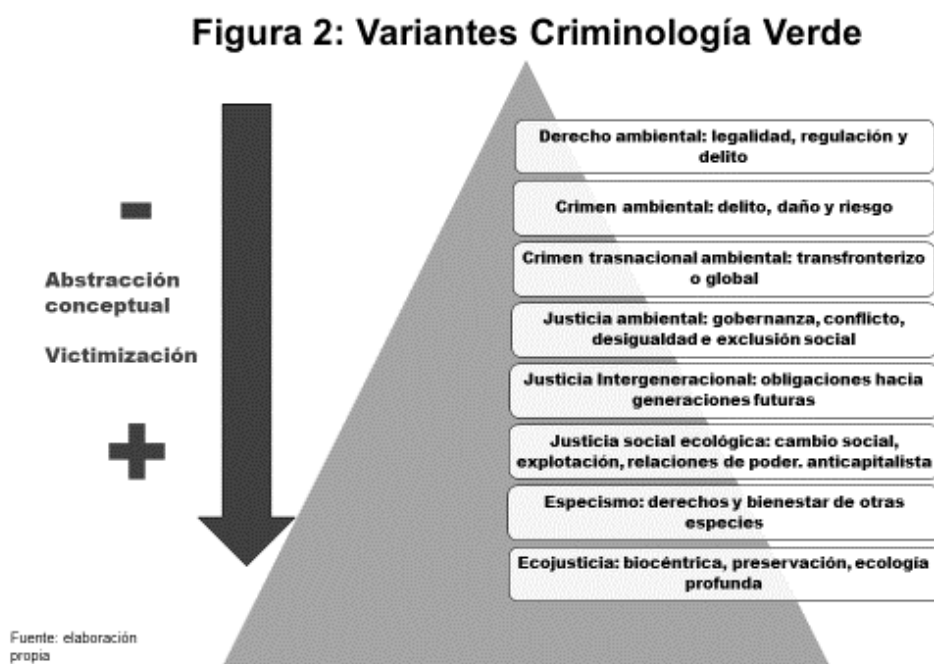 Figura 2: Variantes Criminología Verde
Derecho ambiental: legalidad, regulación y
delito
Crimen ambiental: delito, daño y riesgo
Crimen trasnacional ambiental: transfronterizo
o global
Justicia ambiental: gobernanza, conflicto,
desigualdad e exclusión social
Justicia Intergeneracional: obligaciones hacia
generaciones futuras
Justicia social ecológica: cambio social,
explotación, relaciones de poder. anticapitalista
Especismo: derechos y bienestar de otras
especies
Ecojusticia: biocéntrica, preservación, ecología
profunda
-
Abstracción
conceptual
Victimización
+
Fuente: elaboración
propia